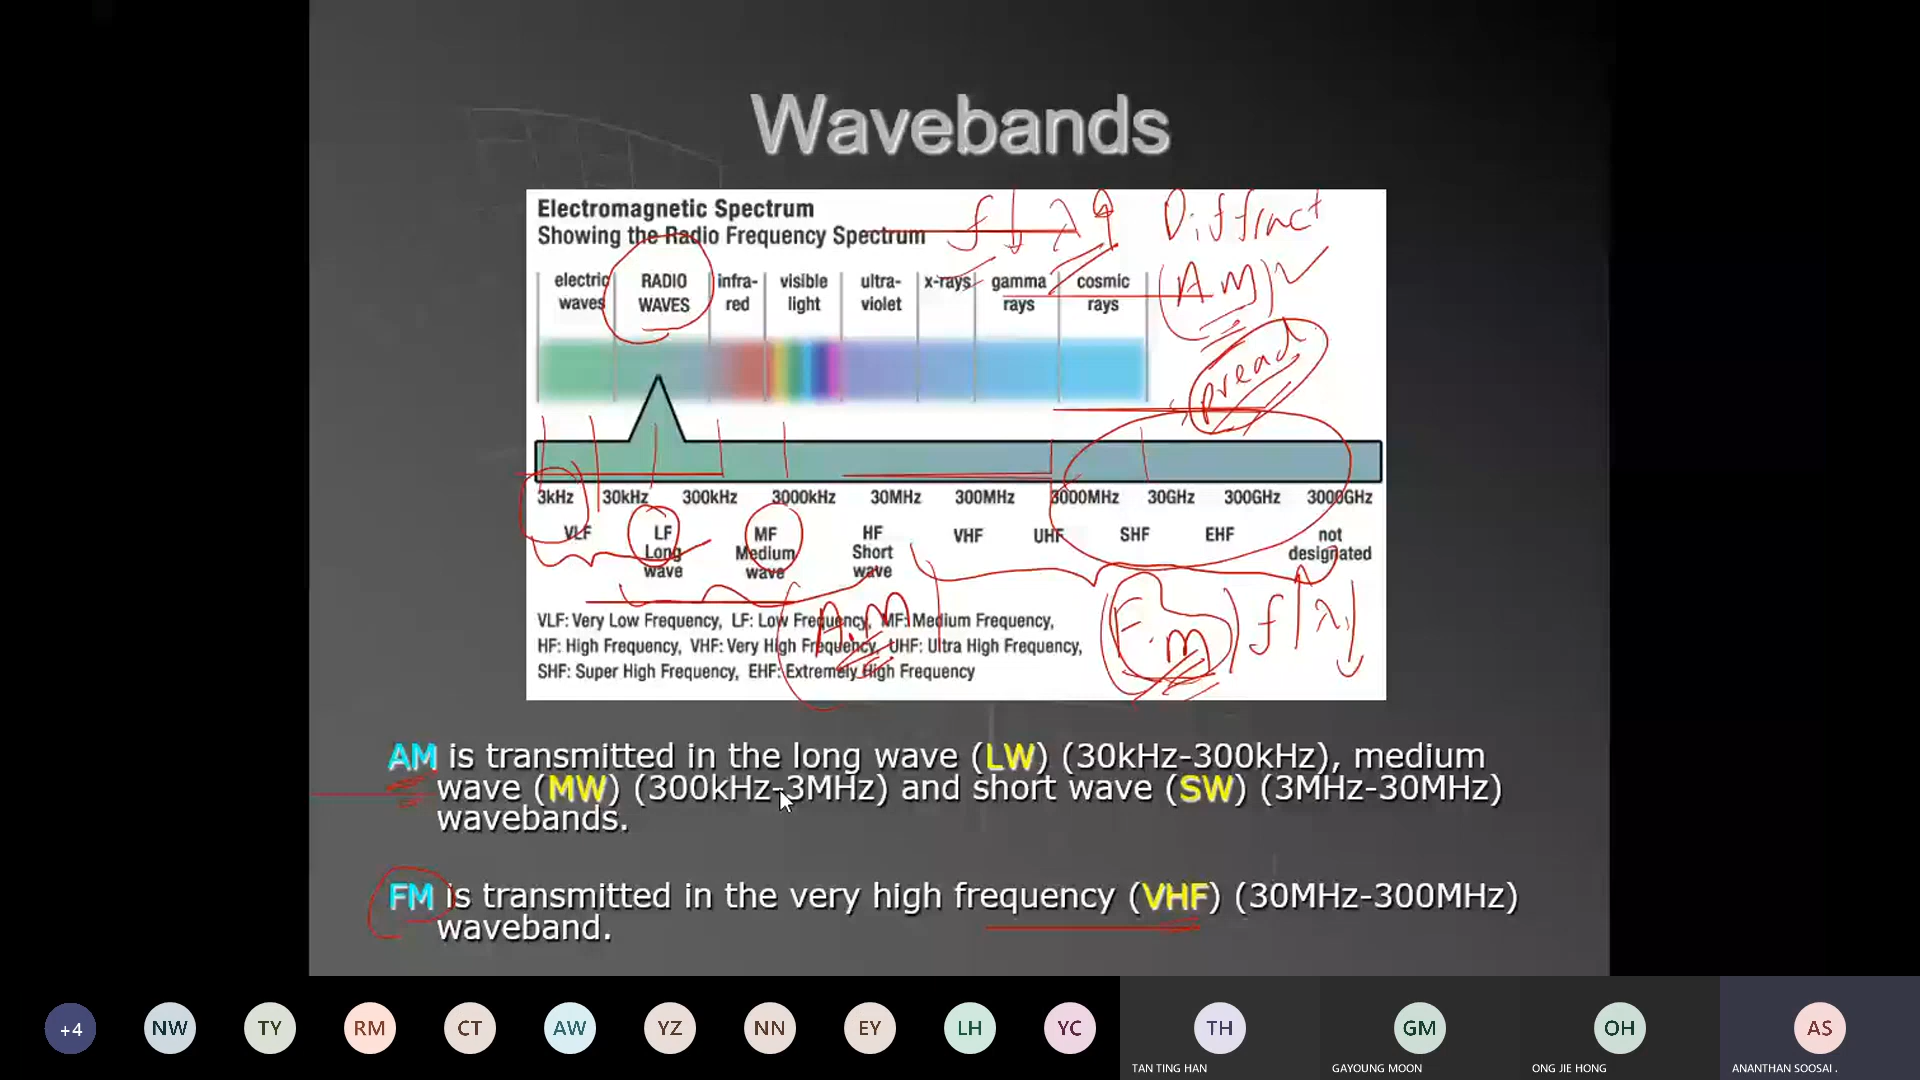 Wavebands
Electromagnetic Spectrum
Showing the Radio Frequency Spectrum
f↓ λ↑ Diffract
electric waves
RADIO WAVES
infra-red
visible light
ultra-violet
x-rays
gamma rays
cosmic rays
(AM) ✓
3kHz 30kHz 300kHz 3000kHz 30MHz 300MHz 3000MHz 30GHz 300GHz 3000GHz
VLF
LF Long wave
MF Medium wave
HF Short wave
VHF
UHF
SHF
EHF
not designated
A.M
(F.M) f↑ λ↓
VLF: Very Low Frequency, LF: Low Frequency, MF: Medium Frequency,
HF: High Frequency, VHF: Very High Frequency, UHF: Ultra High Frequency,
SHF: Super High Frequency, EHF: Extremely High Frequency
AM is transmitted in the long wave (LW) (30kHz-300kHz), medium
wave (MW) (300kHz-3MHz) and short wave (SW) (3MHz-30MHz)
wavebands.
FM is transmitted in the very high frequency (VHF) (30MHz-300MHz)
waveband.
+4 NW TY RM CT AW YZ NN EY LH YC TH GM OH AS
TAN TING HAN GAYOUNG MOON ONG JIE HONG ANANTHAN SOOSAI .